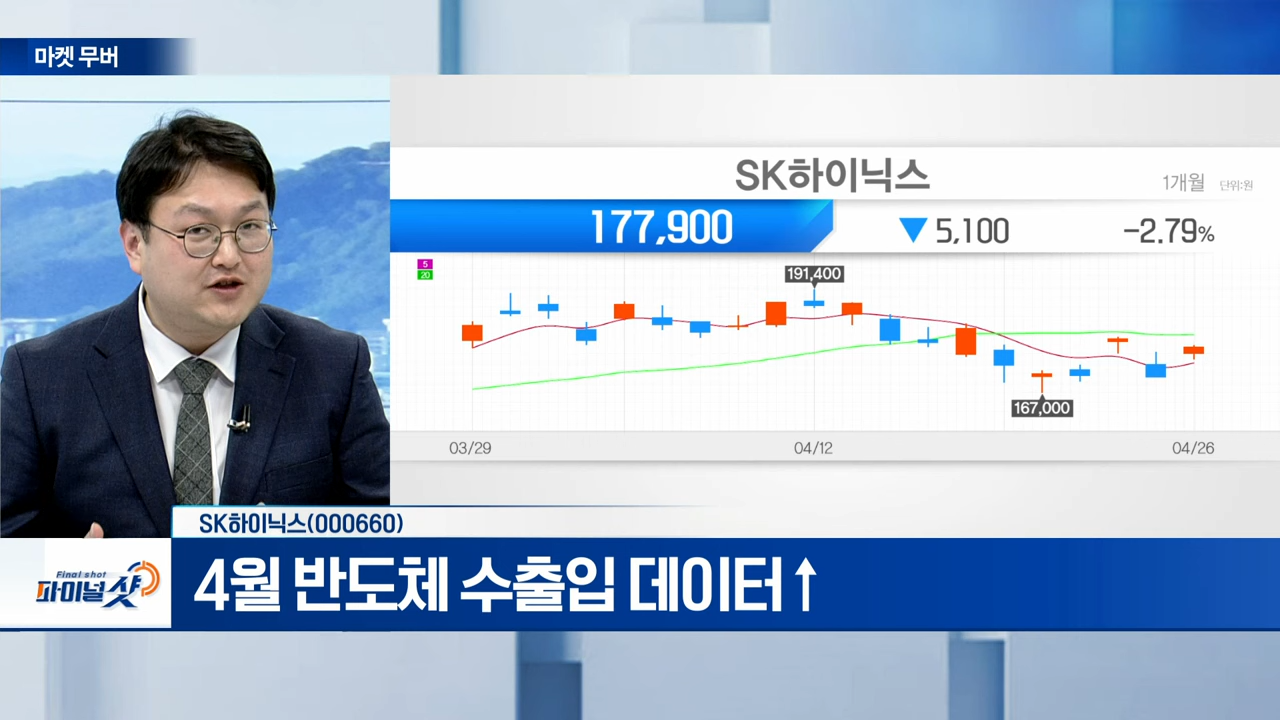 마켓 무버
SK하이닉스
1개월 단위:원
177,900 ▼ 5,100 -2.79%
5
20
191,400
167,000
03/29 04/12 04/26
SK하이닉스(000660)
Final shot
파이널샷
4월 반도체 수출입 데이터↑